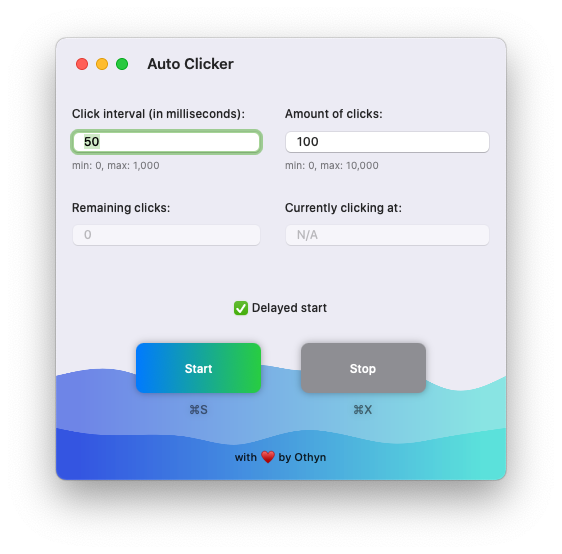 Auto Clicker
Click interval (in milliseconds): Amount of clicks:
50 100
min: 0, max: 1,000 min: 0, max: 10,000
Remaining clicks: Currently clicking at:
0 N/A
✅ Delayed start
Start Stop
⌘S ⌘X
with ♥️ by Othyn